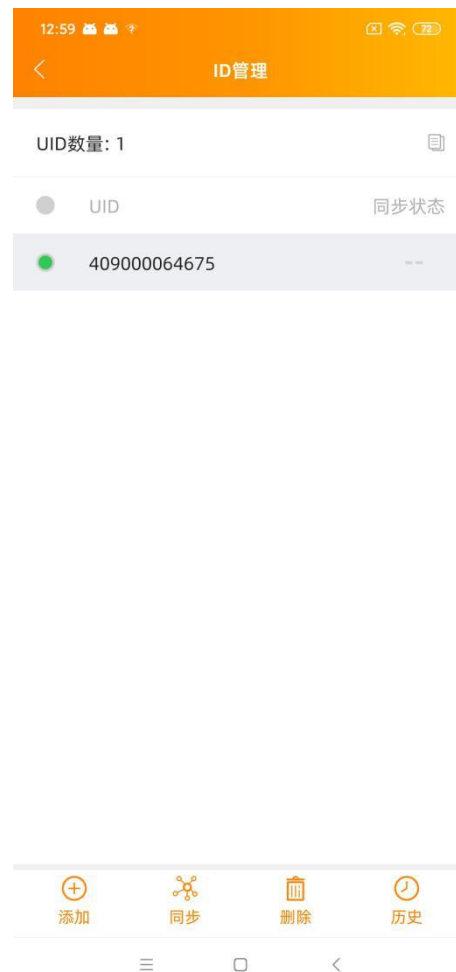 12:59 72
ID管理
UID数量: 1
UID 同步状态
409000064675 --
添加 同步 删除 历史